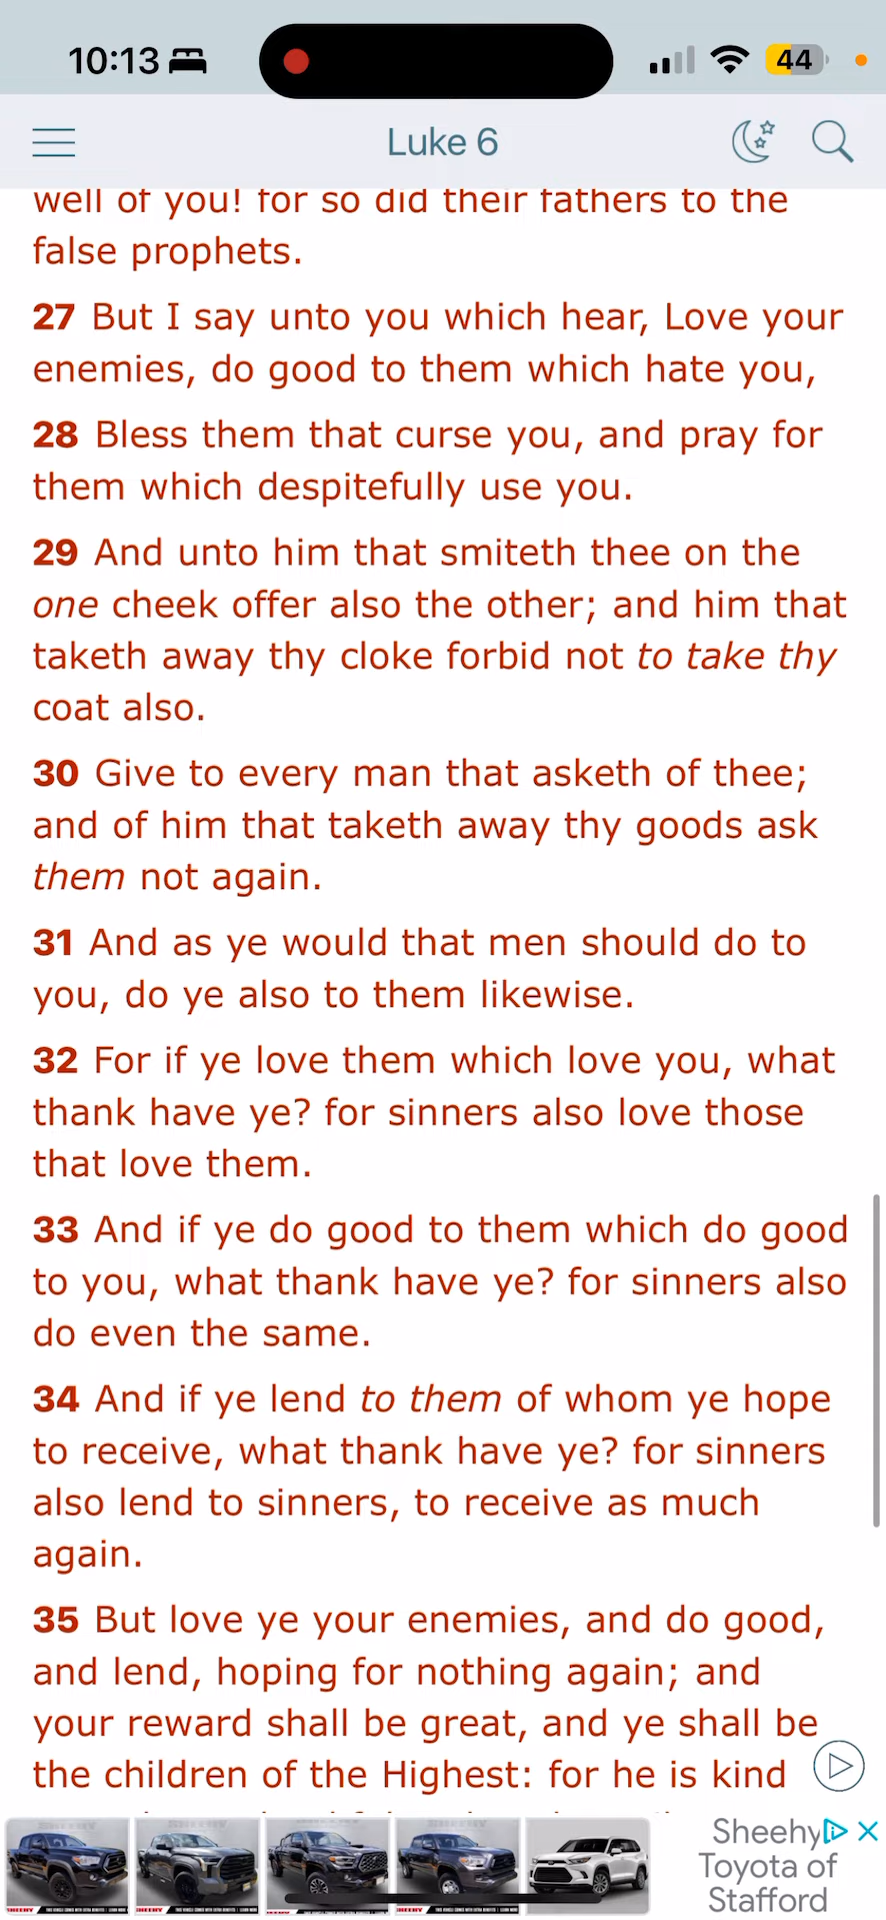 10:13
44
Luke 6
well of you! for so did their fathers to the
false prophets.
27 But I say unto you which hear, Love your
enemies, do good to them which hate you,
28 Bless them that curse you, and pray for
them which despitefully use you.
29 And unto him that smiteth thee on the
one cheek offer also the other; and him that
taketh away thy cloke forbid not to take thy
coat also.
30 Give to every man that asketh of thee;
and of him that taketh away thy goods ask
them not again.
31 And as ye would that men should do to
you, do ye also to them likewise.
32 For if ye love them which love you, what
thank have ye? for sinners also love those
that love them.
33 And if ye do good to them which do good
to you, what thank have ye? for sinners also
do even the same.
34 And if ye lend to them of whom ye hope
to receive, what thank have ye? for sinners
also lend to sinners, to receive as much
again.
35 But love ye your enemies, and do good,
and lend, hoping for nothing again; and
your reward shall be great, and ye shall be
the children of the Highest: for he is kind
Sheehy
Toyota of
Stafford